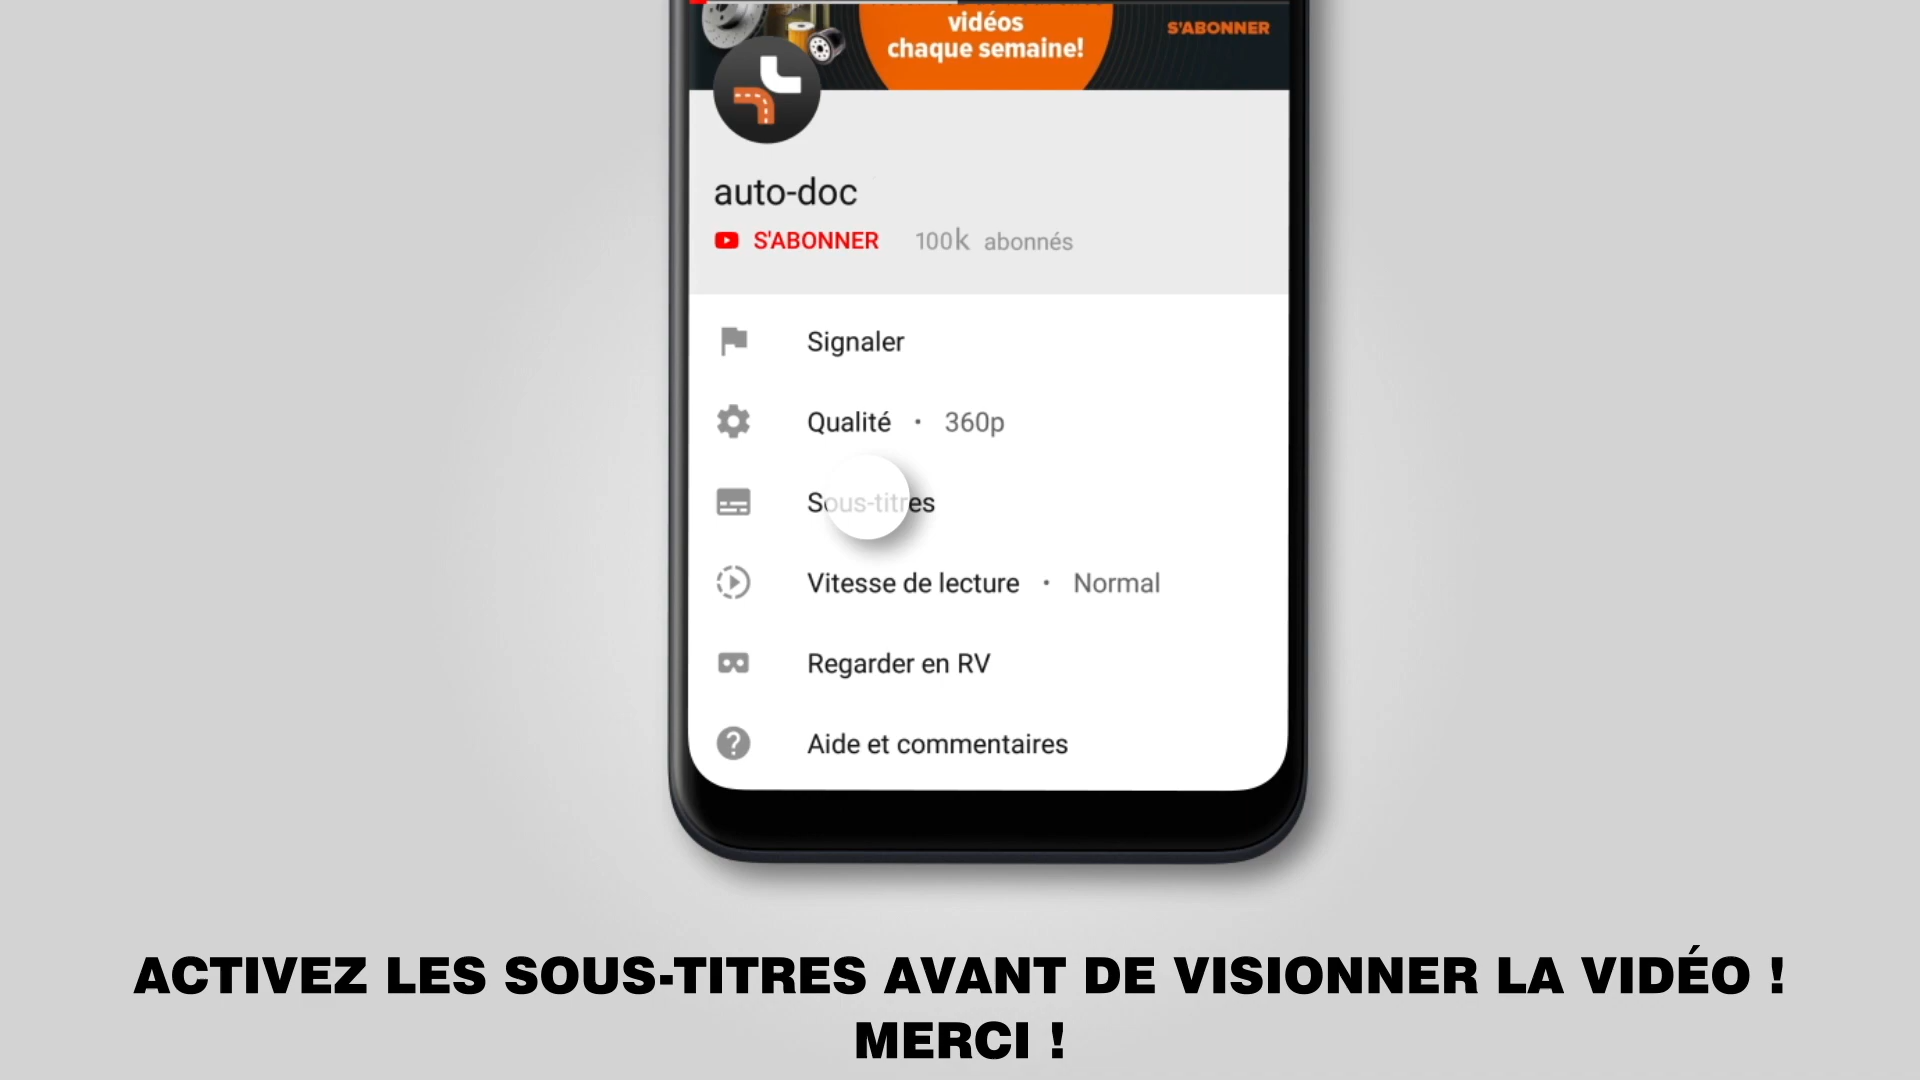 vidéos
chaque semaine!
S'ABONNER
auto-doc
S'ABONNER 100k abonnés
Signaler
Qualité • 360p
Sous-titres
Vitesse de lecture • Normal
Regarder en RV
Aide et commentaires
ACTIVEZ LES SOUS-TITRES AVANT DE VISIONNER LA VIDÉO !
MERCI !